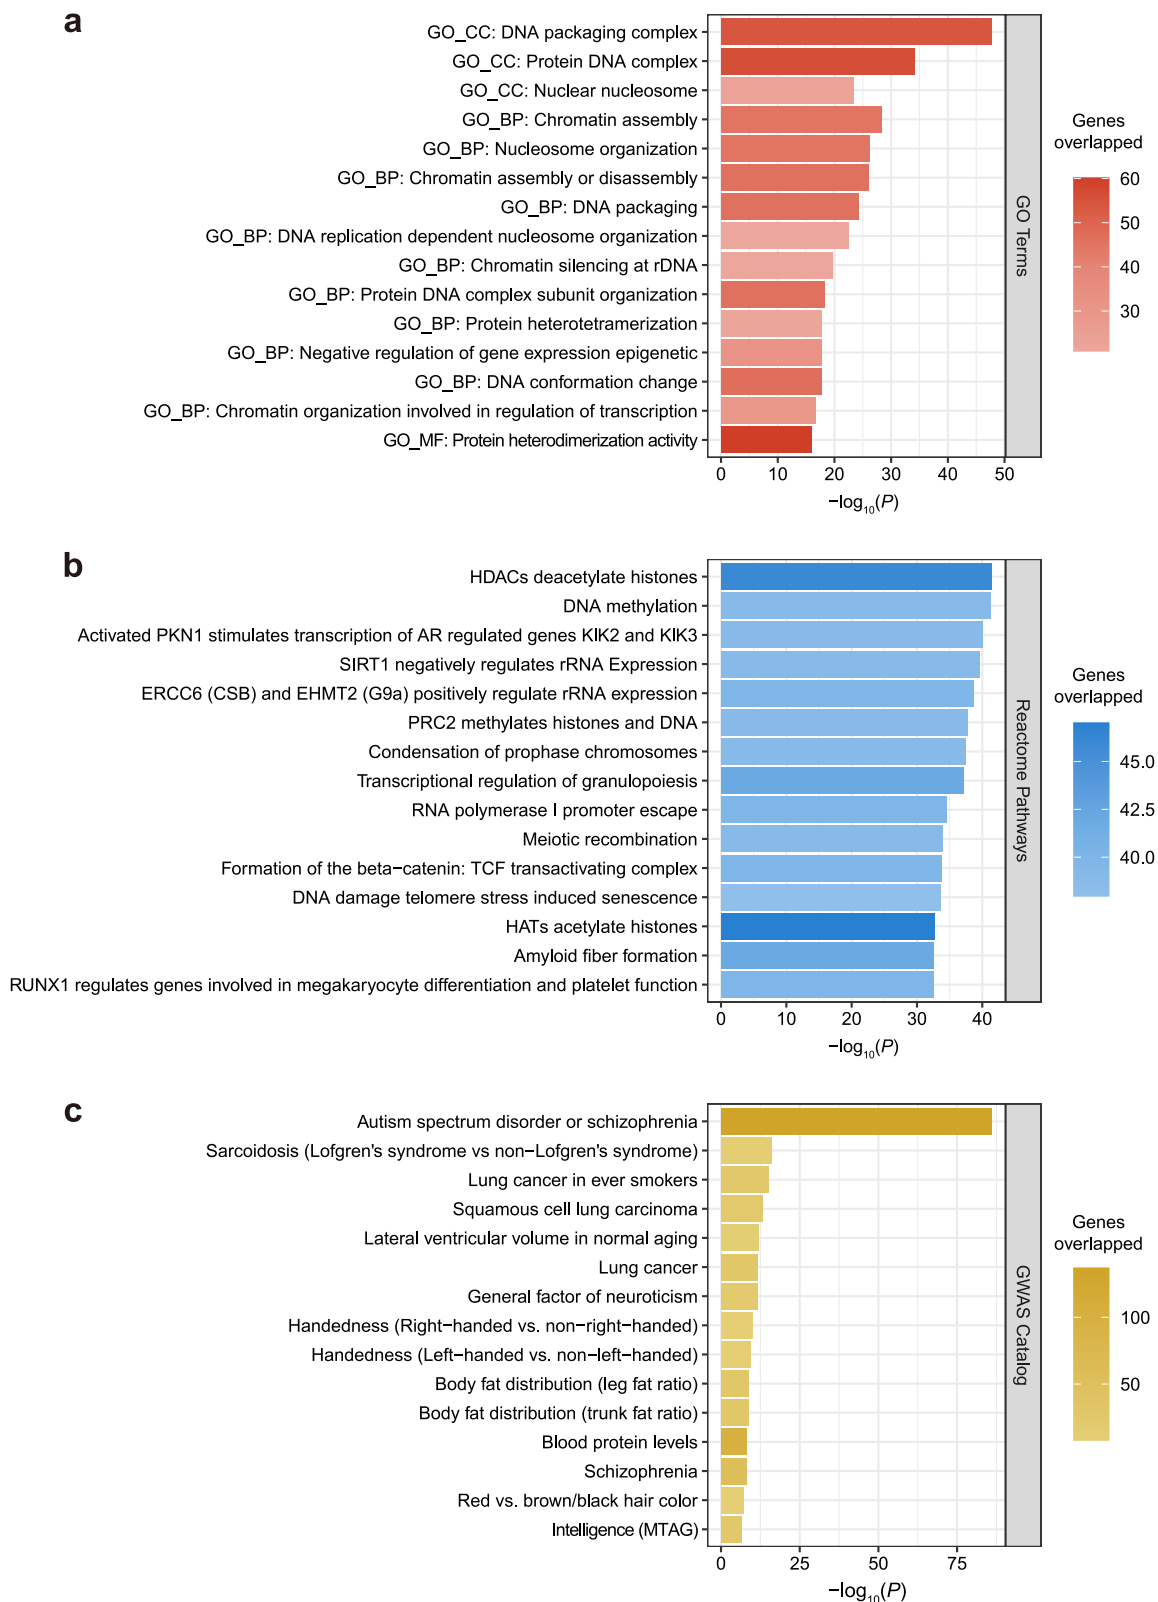 a
GO_CC: DNA packaging complex
GO_CC: Protein DNA complex
GO_CC: Nuclear nucleosome
GO_BP: Chromatin assembly
GO_BP: Nucleosome organization
GO_BP: Chromatin assembly or disassembly
GO_BP: DNA packaging
GO_BP: DNA replication dependent nucleosome organization
GO_BP: Chromatin silencing at rDNA
GO_BP: Protein DNA complex subunit organization
GO_BP: Protein heterotetramerization
GO_BP: Negative regulation of gene expression epigenetic
GO_BP: DNA conformation change
GO_BP: Chromatin organization involved in regulation of transcription
GO_MF: Protein heterodimerization activity
0 10 20 30 40 50
−log10(P)
GO Terms
Genes
overlapped
60
50
40
30
b
HDACs deacetylate histones
DNA methylation
Activated PKN1 stimulates transcription of AR regulated genes KlK2 and KlK3
SIRT1 negatively regulates rRNA Expression
ERCC6 (CSB) and EHMT2 (G9a) positively regulate rRNA expression
PRC2 methylates histones and DNA
Condensation of prophase chromosomes
Transcriptional regulation of granulopoiesis
RNA polymerase I promoter escape
Meiotic recombination
Formation of the beta−catenin: TCF transactivating complex
DNA damage telomere stress induced senescence
HATs acetylate histones
Amyloid fiber formation
RUNX1 regulates genes involved in megakaryocyte differentiation and platelet function
0 10 20 30 40
−log10(P)
Reactome Pathways
Genes
overlapped
45.0
42.5
40.0
c
Autism spectrum disorder or schizophrenia
Sarcoidosis (Lofgren's syndrome vs non−Lofgren's syndrome)
Lung cancer in ever smokers
Squamous cell lung carcinoma
Lateral ventricular volume in normal aging
Lung cancer
General factor of neuroticism
Handedness (Right−handed vs. non−right−handed)
Handedness (Left−handed vs. non−left−handed)
Body fat distribution (leg fat ratio)
Body fat distribution (trunk fat ratio)
Blood protein levels
Schizophrenia
Red vs. brown/black hair color
Intelligence (MTAG)
0 25 50 75
−log10(P)
GWAS Catalog
Genes
overlapped
100
50